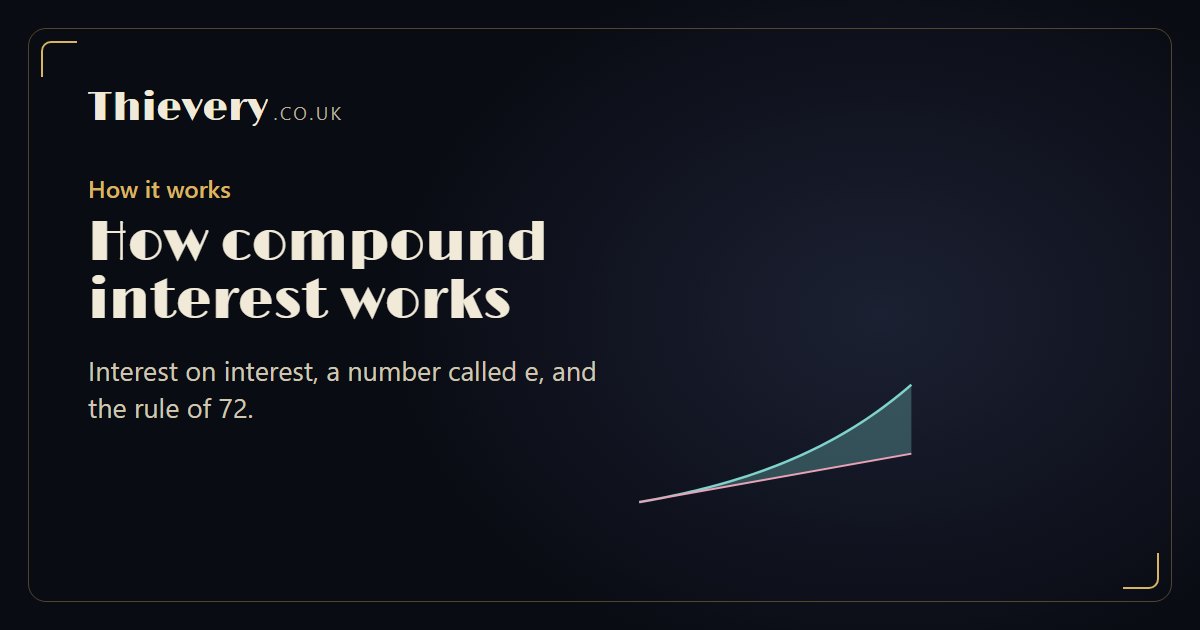 Thievery.CO.UK
How it works
How compound
interest works
Interest on interest, a number called e, and
the rule of 72.